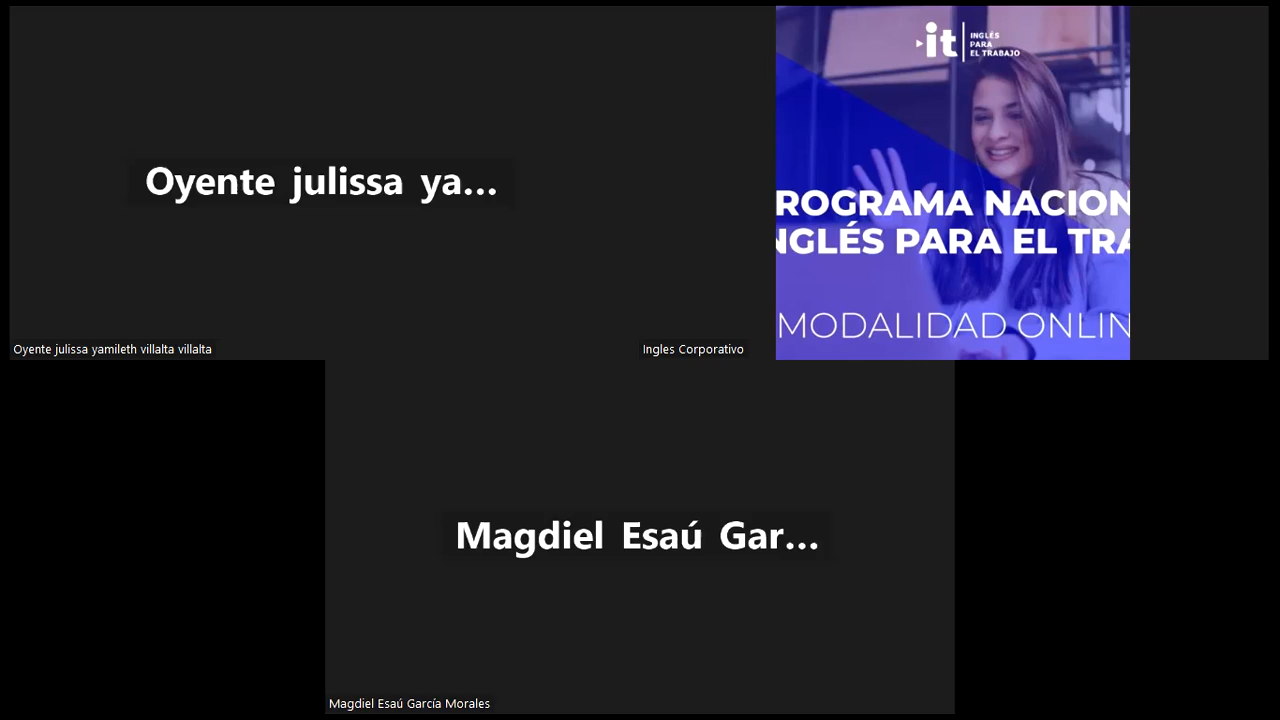 Oyente julissa ya...
Oyente julissa yamileth villalta villalta
it
INGLÉS
PARA
EL TRABAJO
ROGRAMA NACION
NGLÉS PARA EL TRA
MODALIDAD ONLIN
Ingles Corporativo
Magdiel Esaú Gar...
Magdiel Esaú García Morales